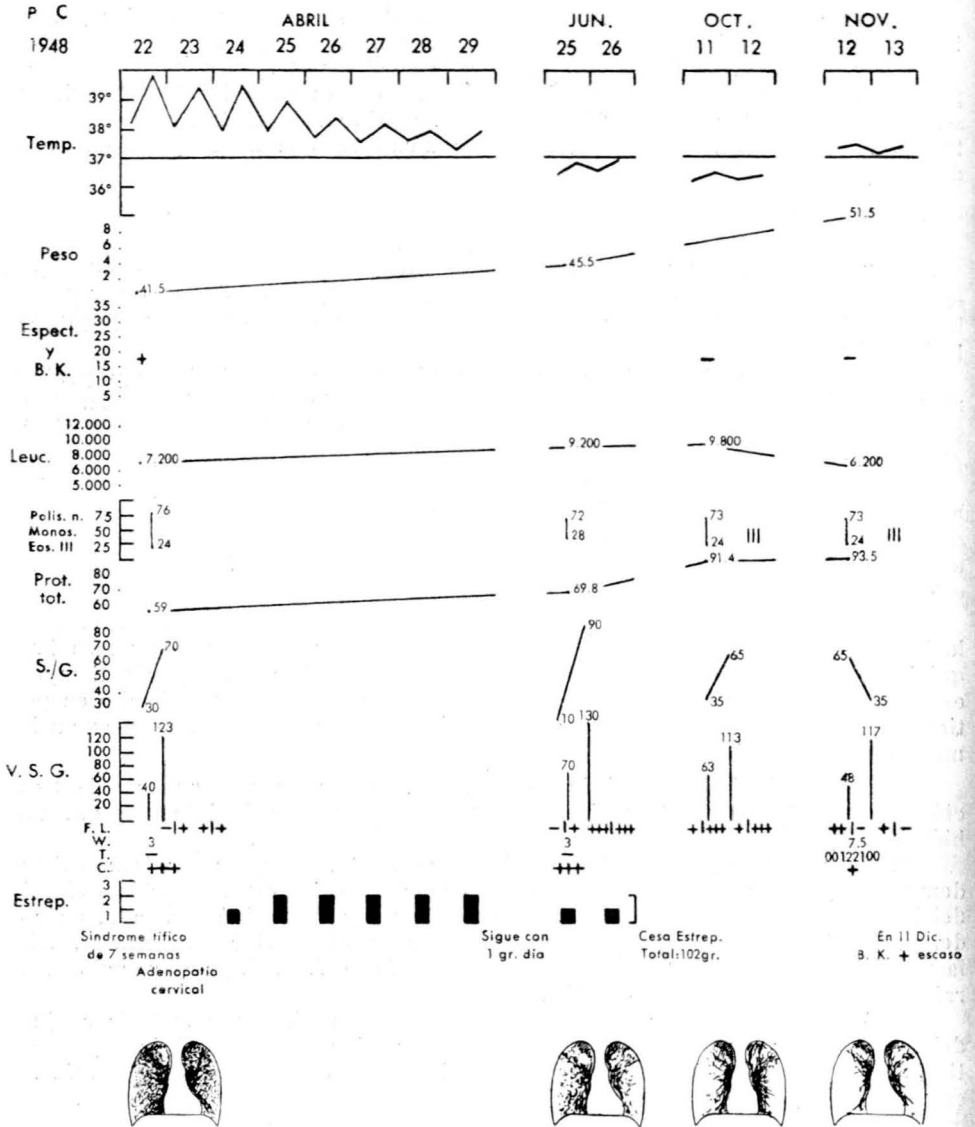 P C ABRIL JUN. OCT. NOV.
1948 22 23 24 25 26 27 28 29 25 26 11 12 12 13
39°
38°
Temp.
37°
36°
8
6
Peso
4
2
41.5 45.5 51.5
35
30
Espect.
25
y
20
B. K.
15
10
5
+ − −
12.000
10.000
Leuc. 8.000
6.000
5.000
7.200 9.200 9.800 6.200
Polis. n. 75 76 72 73 73
Monos. 50
Eos. III 25 24 28 24 III 24 III
Prot. tot.
80
70
60
59 69.8 91.4 93.5
S./G.
80
70
60
50
40
30
70 90 65 65
30 10 35 35
V. S. G.
120
100
80
60
40
20
40 123 70 130 63 113 48 117
F. L.
W. 3 3 7.5
T. − − 00122100
C. +++ +++ +
Estrep.
3
2
1
Sindrome tífico
de 7 semanas
Adenopatia
cervical
Sigue con
1 gr. día
Cesa Estrep.
Total:102gr.
En 11 Dic.
B. K. + escaso